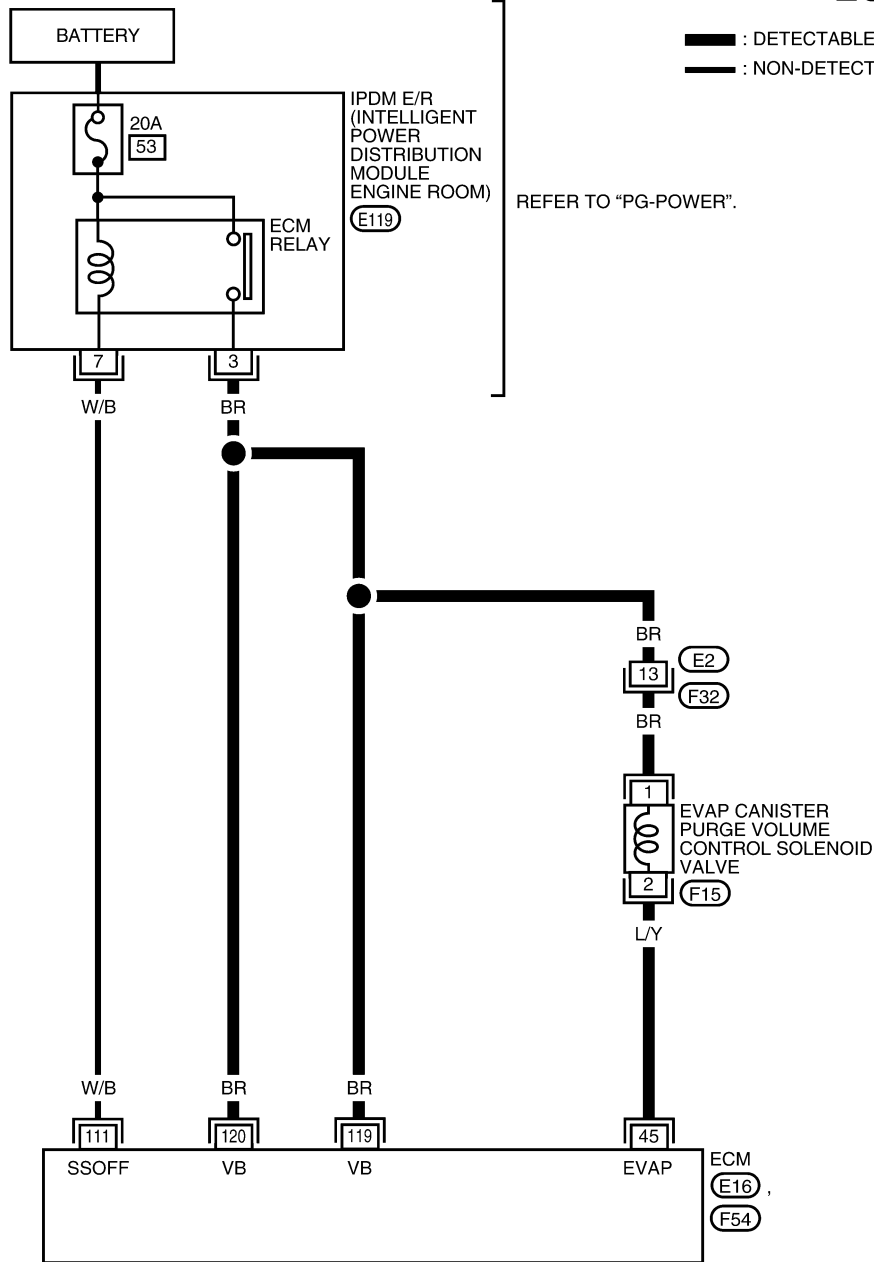 BATTERY
: DETECTABLE
: NON-DETECT
20A
53
IPDM E/R
(INTELLIGENT
POWER
DISTRIBUTION
MODULE
ENGINE ROOM)
E119
REFER TO “PG-POWER”.
ECM
RELAY
7
3
W/B
BR
BR
13
E2
F32
BR
1
EVAP CANISTER
PURGE VOLUME
CONTROL SOLENOID
VALVE
2
F15
L/Y
W/B
BR
BR
111
120
119
45
SSOFF
VB
VB
EVAP
ECM
E16 ,
F54